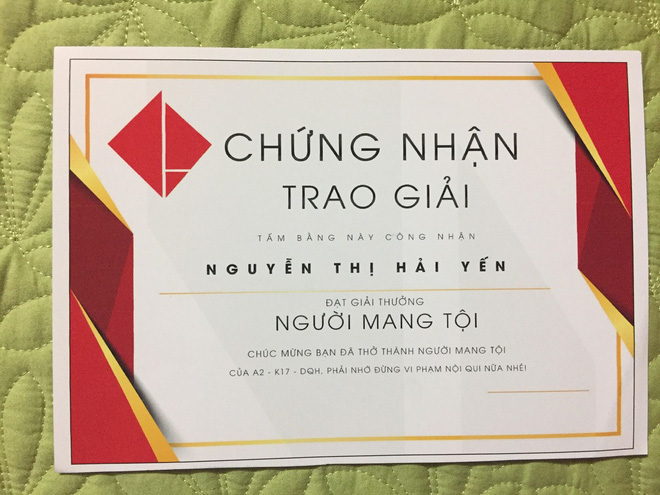 CHỨNG NHẬN
TRAO GIẢI
TẤM BẰNG NÀY CÔNG NHẬN
NGUYỄN THỊ HẢI YẾN
ĐẠT GIẢI THƯỞNG
NGƯỜI MANG TỘI
CHÚC MỪNG BẠN ĐÃ THỞ THÀNH NGƯỜI MANG TỘI
CỦA A2 - K17 - DQH, PHẢI NHỚ ĐỪNG VI PHẠM NỘI QUI NỮA NHÉ!